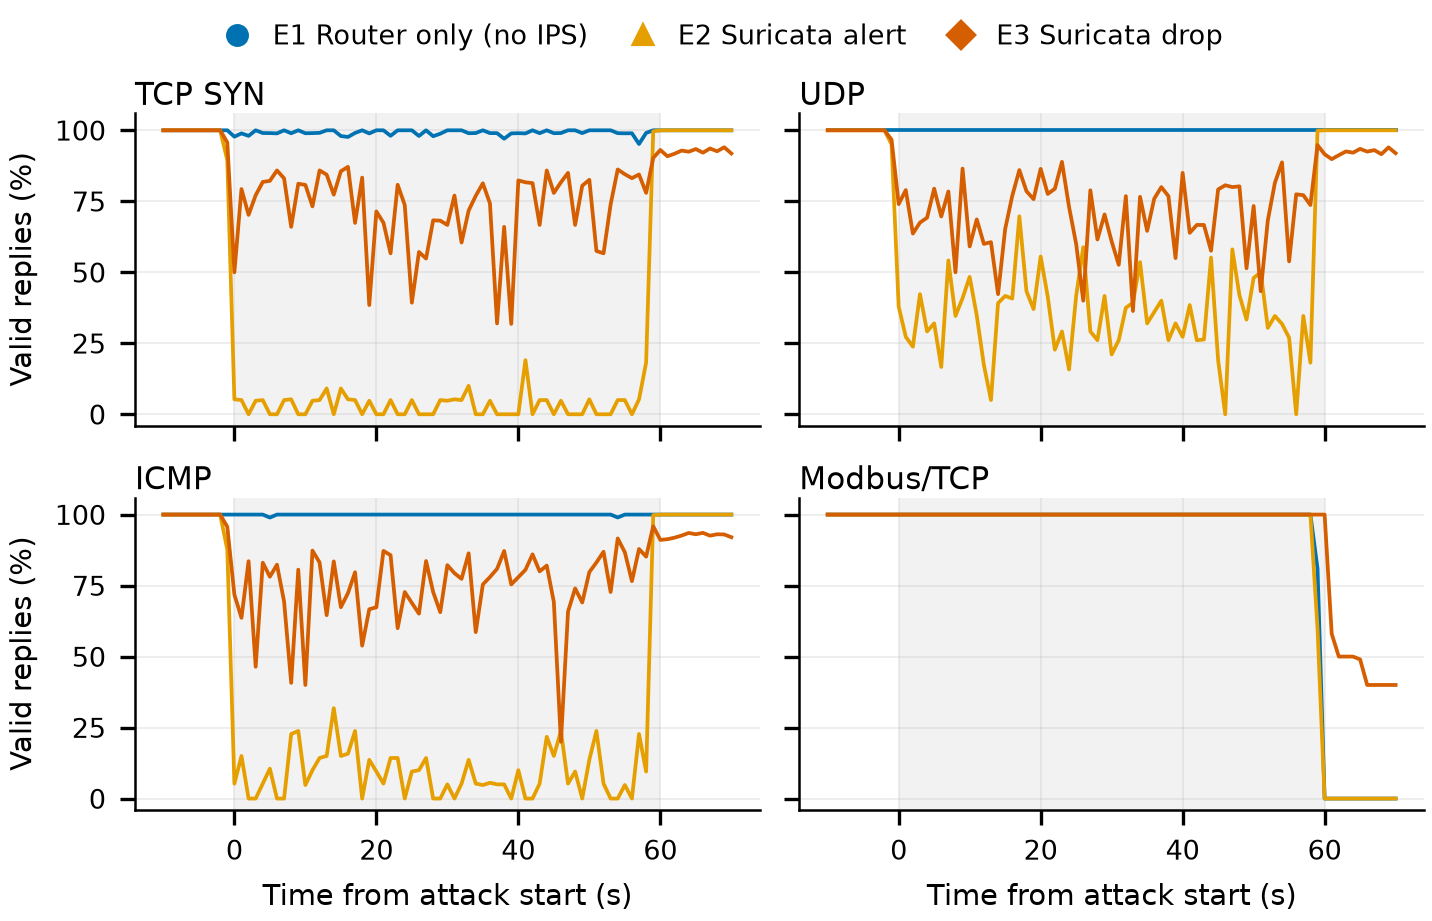 E1 Router only (no IPS) E2 Suricata alert E3 Suricata drop
TCP SYN
UDP
Valid replies (%)
100
75
50
25
0
ICMP
Modbus/TCP
Valid replies (%)
100
75
50
25
0
0 20 40 60
0 20 40 60
Time from attack start (s)
Time from attack start (s)